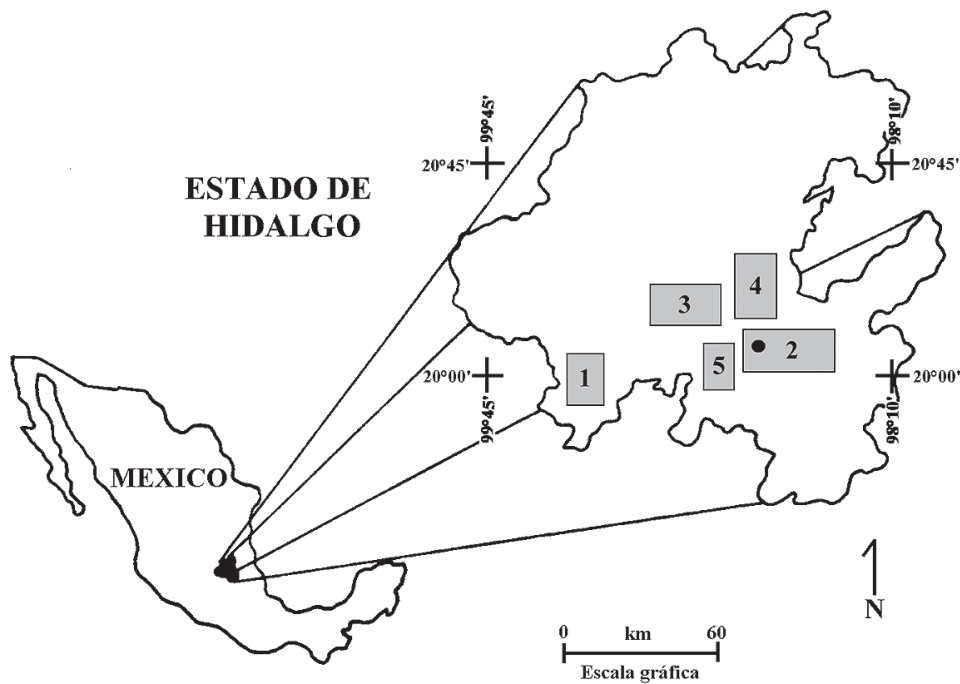 99°45'
98°10'
20°45'
20°45'
ESTADO DE
HIDALGO
4
3
2
5
1
20°00'
20°00'
99°45'
98°10'
MEXICO
N
0 km 60
Escala gráfica